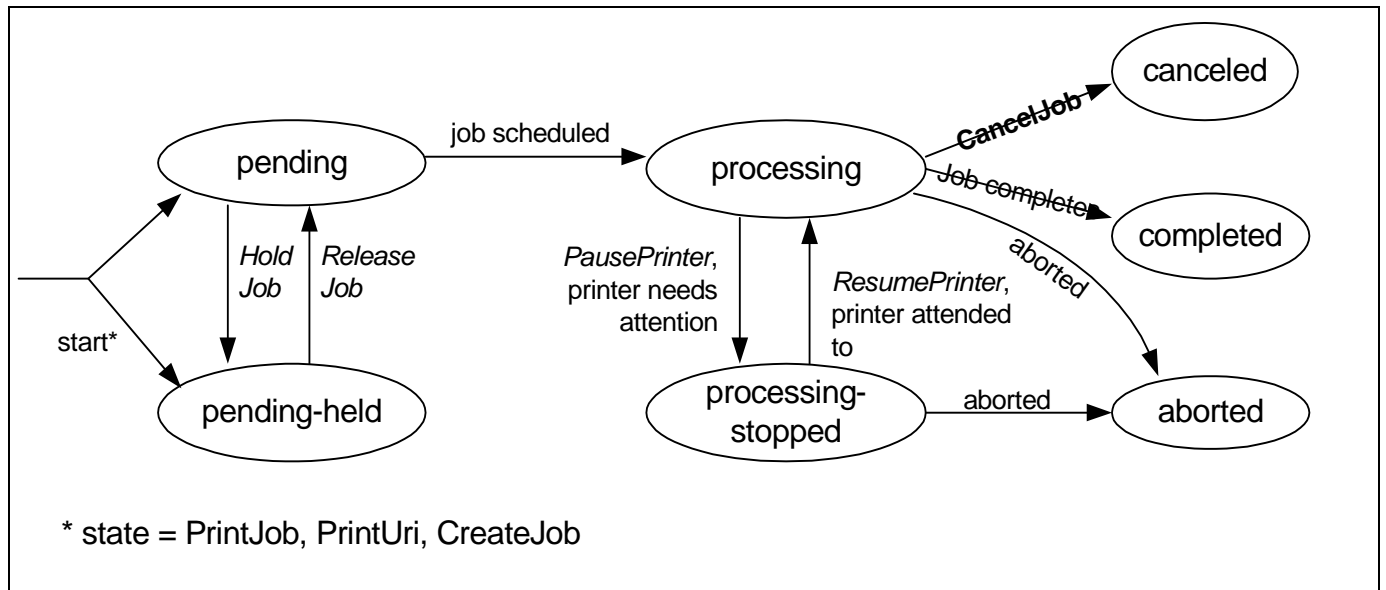 canceled
CancelJob
job scheduled
pending
processing
Job completed
completed
Hold
Job
Release
Job
PausePrinter,
printer needs
attention
ResumePrinter,
printer attended
to
aborted
start*
pending-held
processing-
stopped
aborted
aborted
* state = PrintJob, PrintUri, CreateJob